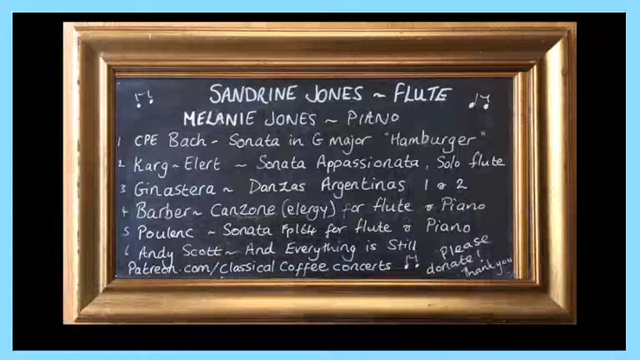 SANDRINE JONES ~ FLUTE
MELANIE JONES ~ PIANO
1 CPE Bach - Sonata in G major "Hamburger"
2 Karg-Elert ~ Sonata Appassionata, Solo flute
3 Ginastera ~ Danzas Argentinas 1 & 2
4 Barber ~ Canzone (elergy) for flute & Piano
5 Poulenc ~ Sonata Fp164 for flute & Piano
6 Andy Scott ~ And Everything is Still
Patreon.com/Classical Coffee concerts
Please
donate!
Thank you